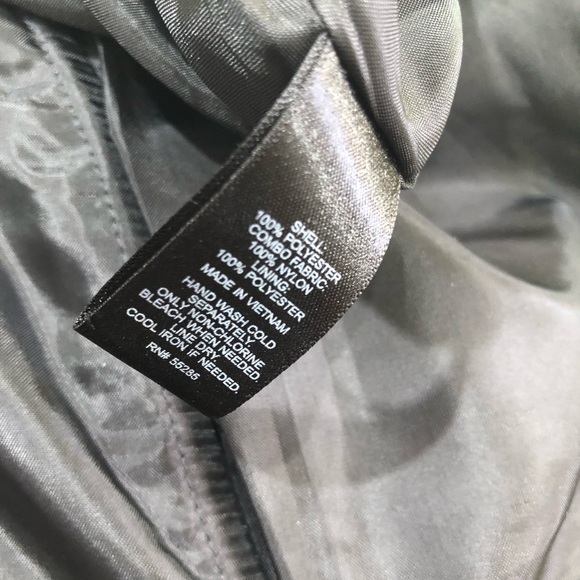 SHELL
100% POLYESTER
COMBO FABRIC:
100% NYLON
LINING:
100% POLYESTER
MADE IN VIETNAM
HAND WASH COLD
SEPARATELY.
ONLY NON-CHLORINE
BLEACH WHEN NEEDED.
LINE DRY.
COOL IRON IF NEEDED.
RN# 55285